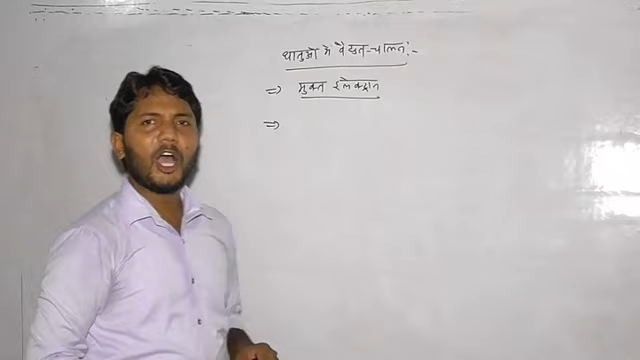 धातुओं में वैद्युत-चालन:-
⇒ मुक्त इलेक्ट्रान
⇒